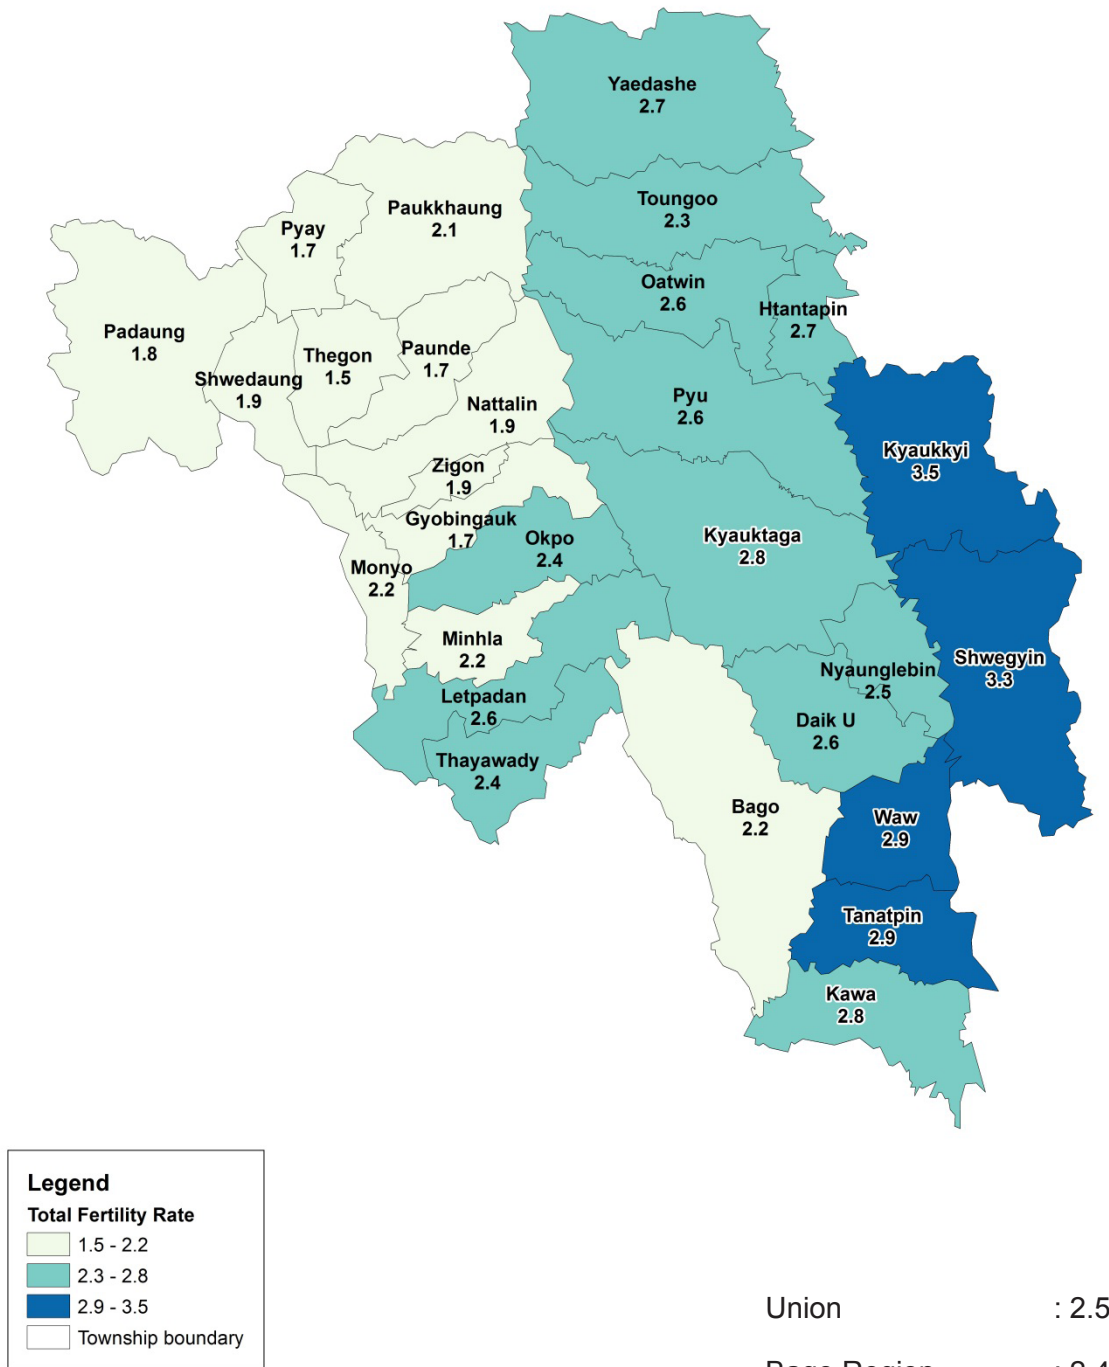 Yaedashe
2.7
Toungoo
2.3
Paukkhaung
2.1
Pyay
1.7
Oatwin
2.6
Htantapin
2.7
Padaung
1.8
Shwedaung
1.9
Thegon
1.5
Paunde
1.7
Nattalin
1.9
Pyu
2.6
Kyaukkyi
3.5
Zigon
1.9
Gyobingauk
1.7
Okpo
2.4
Kyauktaga
2.8
Monyo
2.2
Minhla
2.2
Shwegyin
3.3
Nyaunglebin
2.5
Letpadan
2.6
Daik U
2.6
Thayawady
2.4
Bago
2.2
Waw
2.9
Tanatpin
2.9
Kawa
2.8
Legend
Total Fertility Rate
1.5 - 2.2
2.3 - 2.8
2.9 - 3.5
Township boundary
Union : 2.5
Bago Region : 2.4